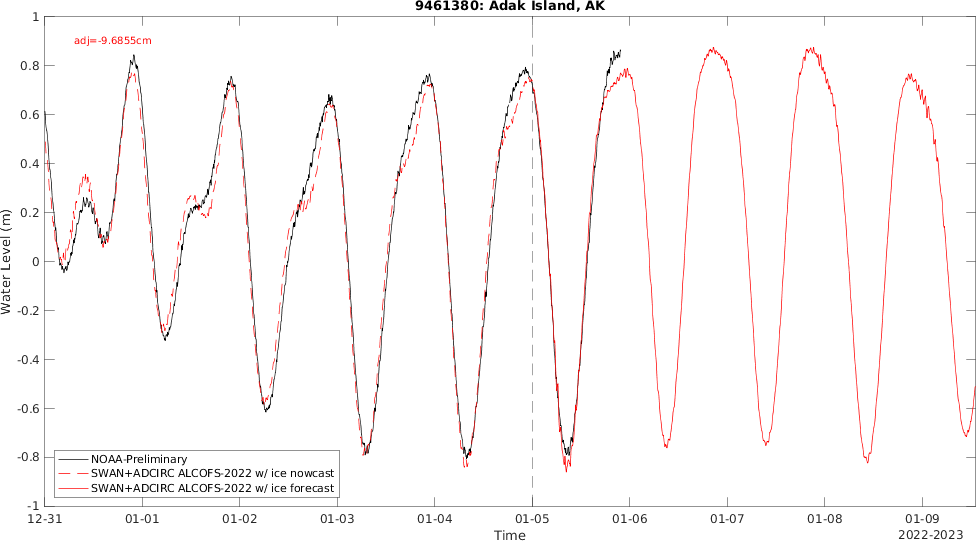 9461380: Adak Island, AK
adj=-9.6855cm
Water Level (m)
1
0.8
0.6
0.4
0.2
0
-0.2
-0.4
-0.6
-0.8
-1
NOAA-Preliminary
SWAN+ADCIRC ALCOFS-2022 w/ ice nowcast
SWAN+ADCIRC ALCOFS-2022 w/ ice forecast
12-31 01-01 01-02 01-03 01-04 01-05 01-06 01-07 01-08 01-09
Time
2022-2023